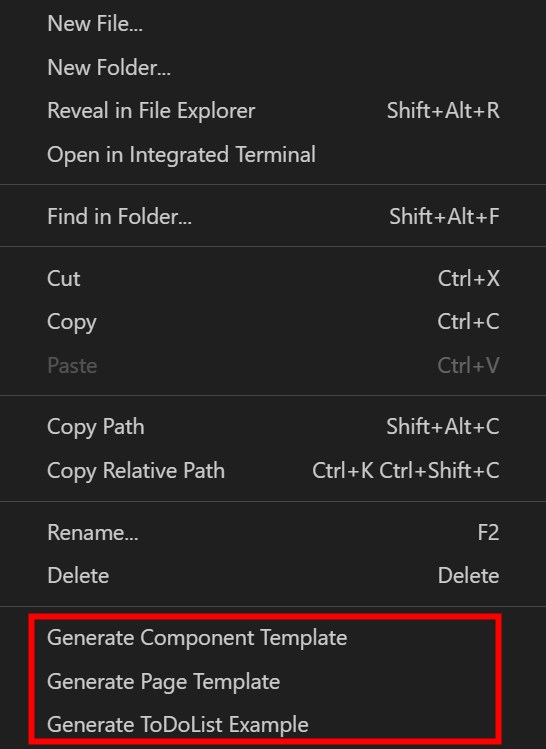 New File...
New Folder...
Reveal in File Explorer Shift+Alt+R
Open in Integrated Terminal
Find in Folder... Shift+Alt+F
Cut Ctrl+X
Copy Ctrl+C
Paste Ctrl+V
Copy Path Shift+Alt+C
Copy Relative Path Ctrl+K Ctrl+Shift+C
Rename... F2
Delete Delete
Generate Component Template
Generate Page Template
Generate ToDoList Example